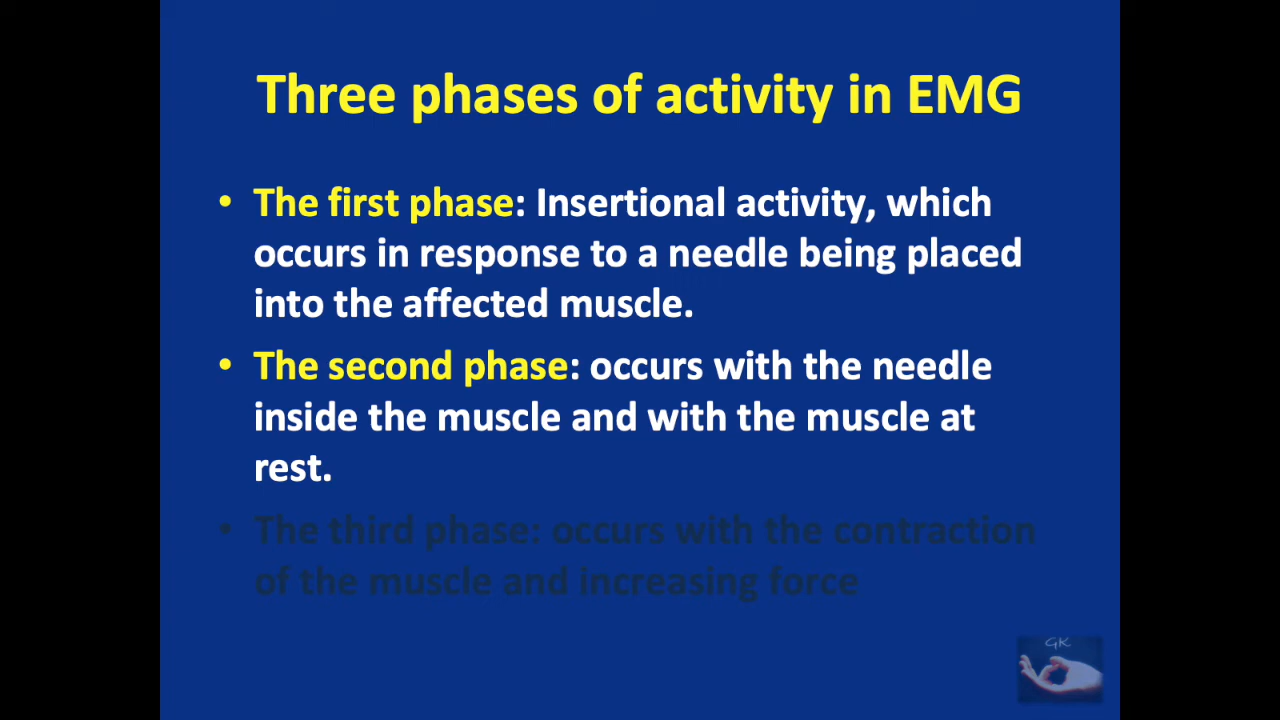 Three phases of activity in EMG
• The first phase: Insertional activity, which
occurs in response to a needle being placed
into the affected muscle.
• The second phase: occurs with the needle
inside the muscle and with the muscle at
rest.
• The third phase: occurs with the contraction
of the muscle and increasing force
GK